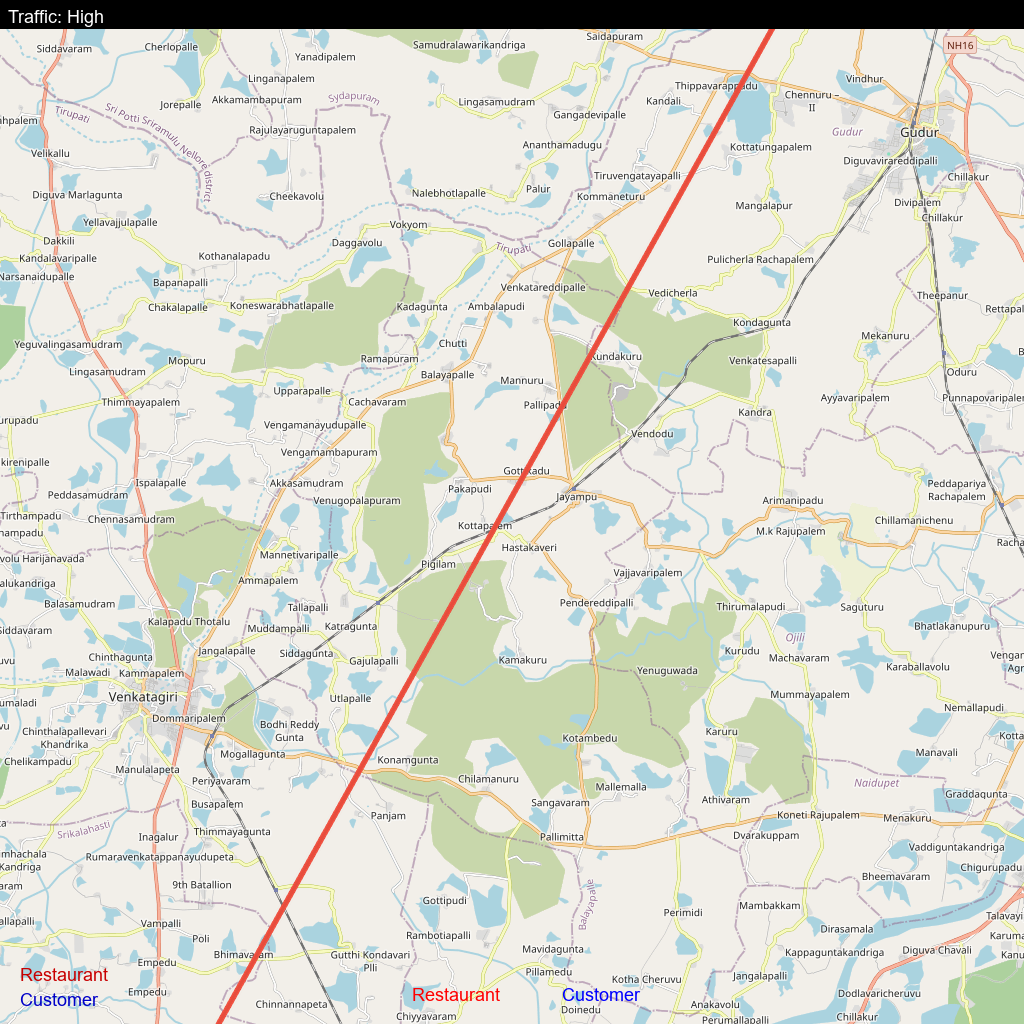 Traffic: High
Siddavaram
Cherlopalle
Samudralawarikandriga
Saidapuram
NH16
Yanadipalem
Linganapalem
Thippavarappadu
Vindhur
Jorepalle
Akkamambapuram
Sydapuram
Lingasamudram
Kandali
Chennuru –
II
Tirupati
Sri Potti Sriramulu Nellore district
Gangadevipalle
Gudur
Gudur
Rajulayaruguntapalem
Velikallu
Ananthamadugu
Kottatungapalem
Diguvavirareddipalli
Chillakur
Tiruvengatayapalli
Diguva Marlagunta
Cheekavolu
Nalebhotlapalle
Palur
Kommaneturu
Mangalapur
Divipalem
Chillakur
Yellavajjulapalle
Vokyom
Dakkili
Daggavolu
Tirupati
Gollapalle
Kandalavaripalle
Kothanalapadu
Pulicherla Rachapalem
Narsanaidupalle
Bapanapalli
Venkatareddipalle
Vedicherla
Theepanur
Chakalapalle
Koneswarabhatlapalle
Kadagunta
Ambalapudi
Kondagunta
Mekanuru
Yeguvalingasamudram
Chutti
Mopuru
Ramapuram
Kundakuru
Venkatesapalli
Lingasamudram
Balayapalle
Mannuru
Oduru
Upparapalle
Thimmayapalem
Cachavaram
Pallipadu
Kandra
Ayyavaripalem
Punnapovaripalem
Vengamanayudupalle
Vendodu
Vengamambapuram
Gottikadu
Ispalapalle
Akkasamudram
Pakapudi
Jayampu
Peddapariya
Rachapalem
Peddasamudram
Venugopalapuram
Arimanipadu
Tirthampadu
Chennasamudram
Kottapalem
Chillamanichenu
M.k Rajupalem
Mannetivaripalle
Hastakaveri
Pigilam
Ammapalem
Vajjavaripalem
Balasamudram
Tallapalli
Pendereddipalli
Thirumalapudi
Saguturu
Kalapadu Thotalu
Siddavaram
Muddampalli
Katragunta
Ojili
Bhatlakanupuru
Jangalapalle
Siddagunta
Chinthagunta
Gajulapalli
Kamakuru
Kurudu
Machavaram
Karaballavolu
Malawadi
Kammapalem
Yenuguwada
Venkatagiri
Utlapalle
Mummayapalem
Nemallapudi
Dommaripalem
Chinthalapallevari
Khandrika
Bodhi Reddy
Gunta
Karuru
Kotambedu
Chelikampadu
Mogallagunta
Konamgunta
Manavali
Manulalapeta
Periyavaram
Chilamanuru
Mallemalla
Naidupet
Graddaqunta
Busapalem
Sangavaram
Athivaram
Panjam
Koneti Rajupalem
Menakuru
Srikalahasti
Thimmayagunta
Inagalur
Pallimitta
Dvarakuppam
Vaddiguntakandriga
Rumaravenkatappanayudupeta
Chigurupadu
Bheemavaram
9th Batallion
Balayapalle
Gottipudi
Mambakkam
Perimidi
Vampalli
Poli
Rambotiapalli
Dirasamala
Mavidagunta
Kappaguntakandriga
Diguva Chavali
Empedu
Bhimavaram
Gutthi Kondavari
Plli
Pillamedu
Kotha Cheruvu
Jangalapalli
Restaurant
Customer
Empedu
Chinnannapeta
Restaurant
Customer
Doinedu
Anakavolu
Dodlavaricheruvu
Chiyyavaram
Perumallapalli
Chillakur